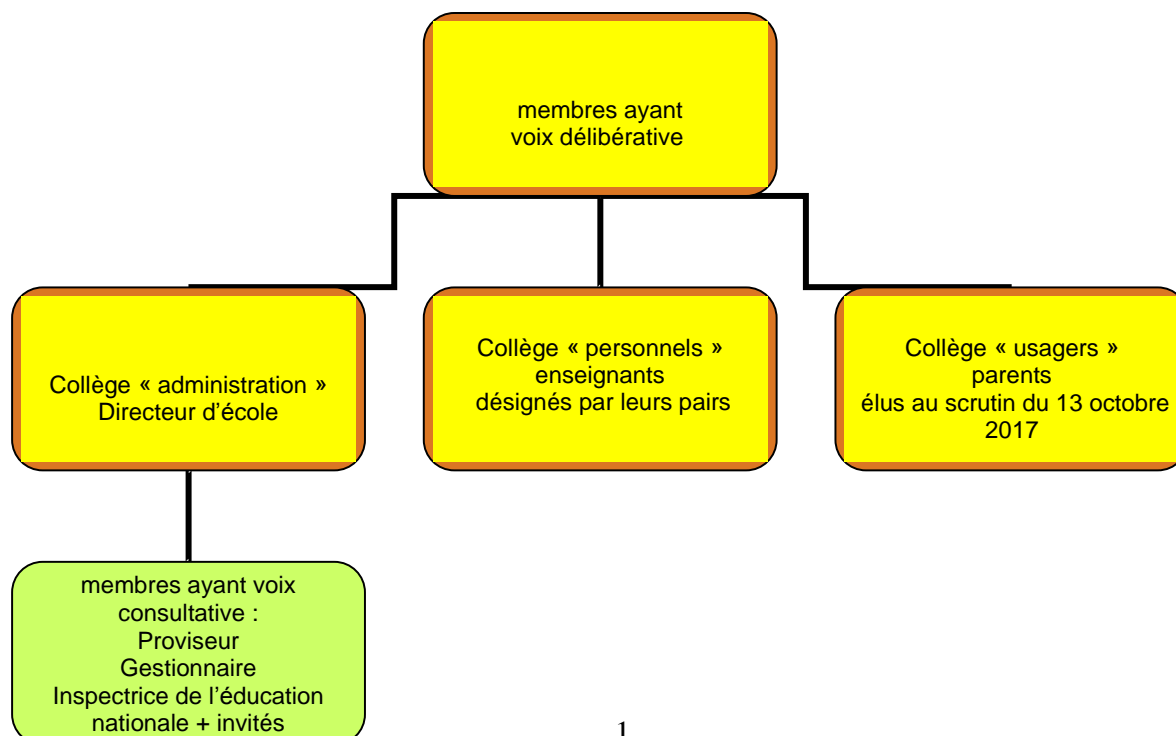 membres ayant
voix délibérative
Collège « administration »
Directeur d'école
Collège « personnels »
enseignants
désignés par leurs pairs
Collège « usagers »
parents
élus au scrutin du 13 octobre
2017
membres ayant voix
consultative :
Proviseur
Gestionnaire
Inspectrice de l'éducation
nationale + invités
1